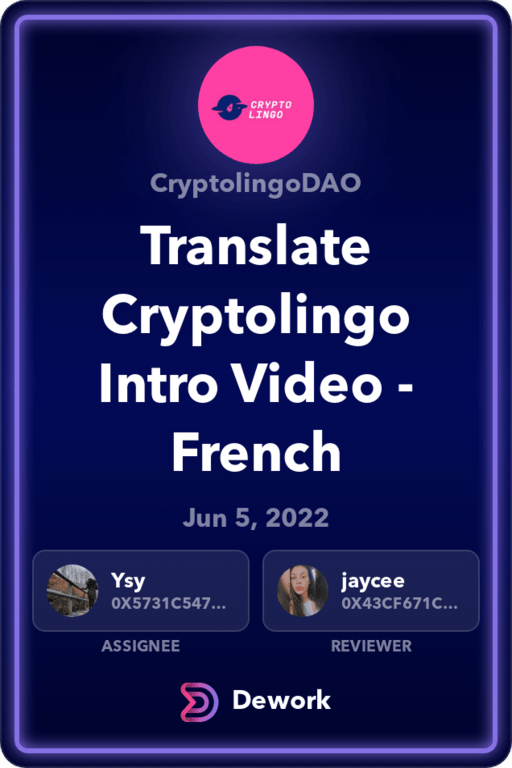 CRYPTO
LINGO
CryptolingoDAO
Translate
Cryptolingo
Intro Video -
French
Jun 5, 2022
Ysy
0X5731C547...
jaycee
0X43CF671C...
ASSIGNEE
REVIEWER
Dework